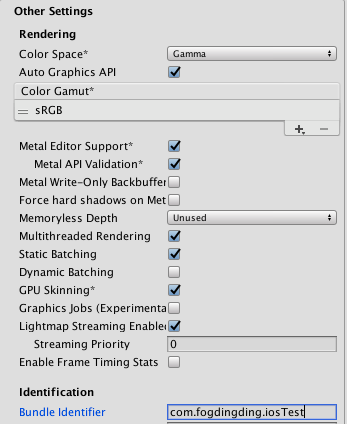 Other Settings
Rendering
Color Space* Gamma
Auto Graphics API
Color Gamut*
sRGB
Metal Editor Support*
Metal API Validation*
Metal Write-Only Backbuffer
Force hard shadows on Met
Memoryless Depth Unused
Multithreaded Rendering
Static Batching
Dynamic Batching
GPU Skinning*
Graphics Jobs (Experimenta
Lightmap Streaming Enable
Streaming Priority 0
Enable Frame Timing Stats
Identification
Bundle Identifier com.fogdingding.iosTest